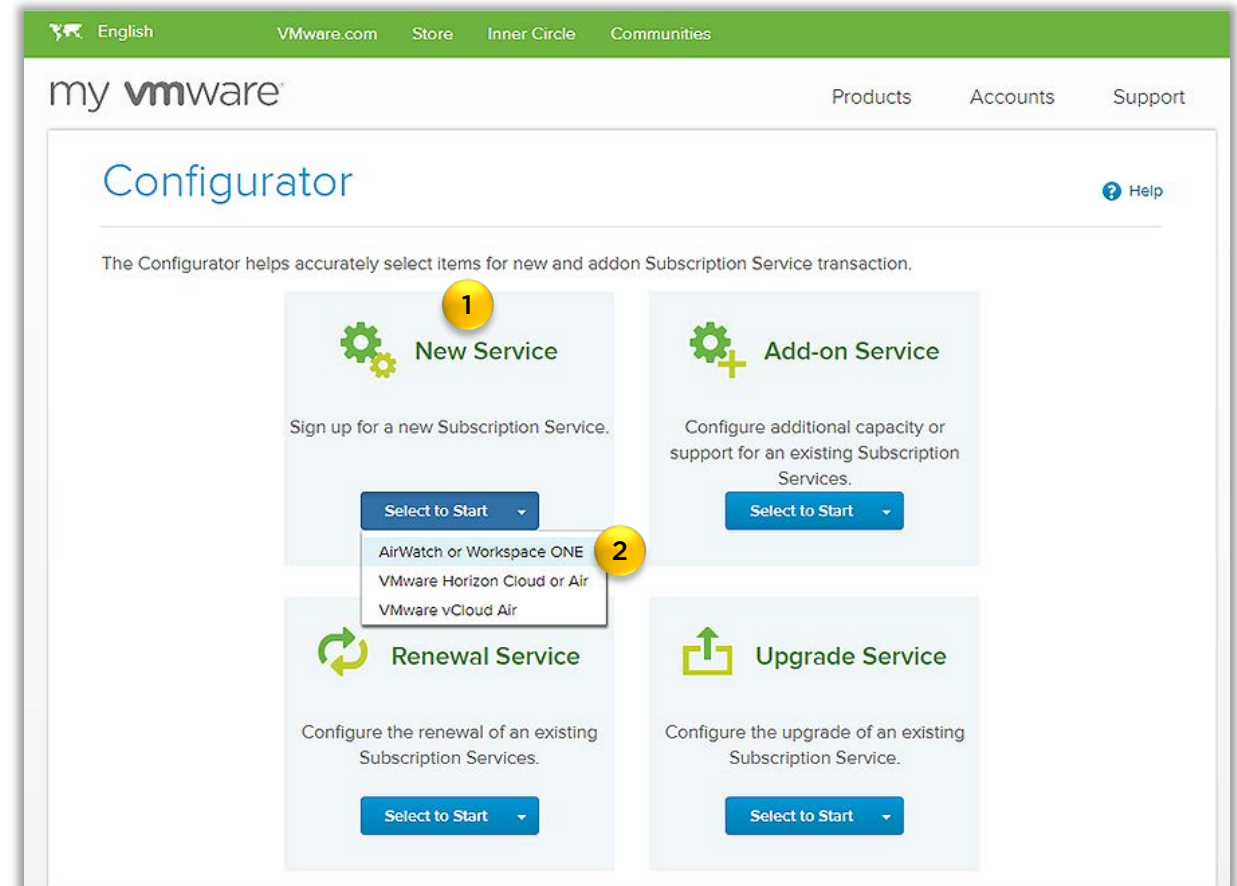 English VMware.com Store Inner Circle Communities
my vmware Products Accounts Support
Configurator
Help
The Configurator helps accurately select items for new and addon Subscription Service transaction.
1
New Service
Sign up for a new Subscription Service.
Select to Start
AirWatch or Workspace ONE
2
VMware Horizon Cloud or Air
VMware vCloud Air
Add-on Service
Configure additional capacity or
support for an existing Subscription
Services.
Select to Start
Renewal Service
Configure the renewal of an existing
Subscription Services.
Select to Start
Upgrade Service
Configure the upgrade of an existing
Subscription Service.
Select to Start